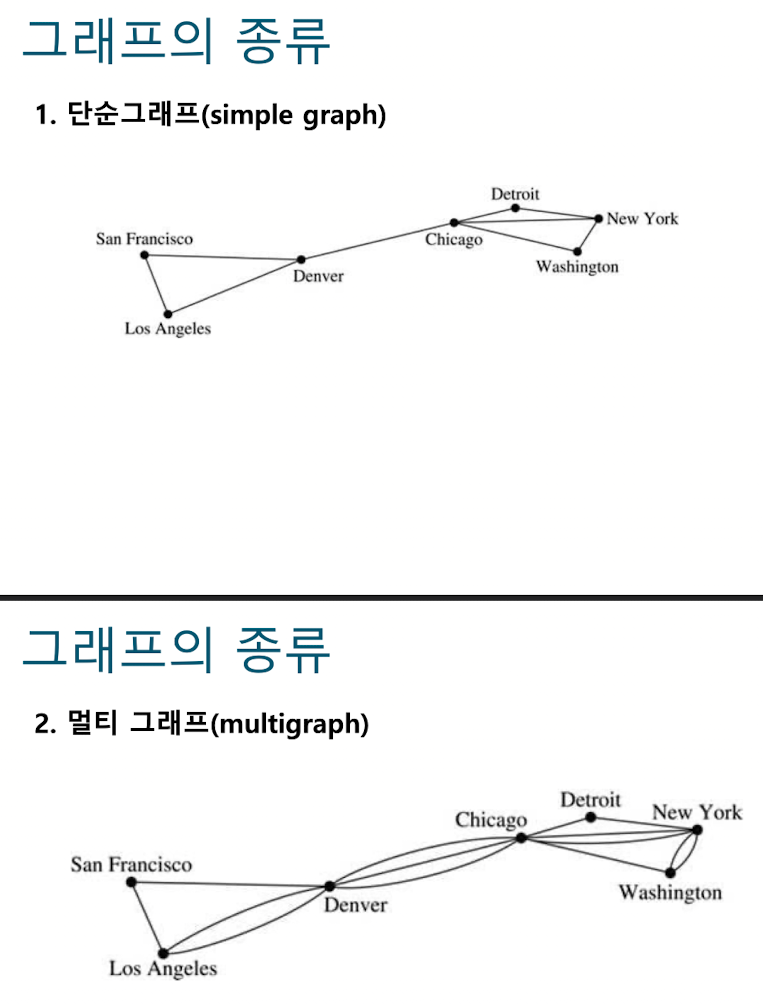 그래프의 종류
1. 단순그래프(simple graph)
Detroit
New York
San Francisco
Chicago
Washington
Denver
Los Angeles
그래프의 종류
2. 멀티 그래프(multigraph)
Detroit
New York
Chicago
San Francisco
Washington
Denver
Los Angeles